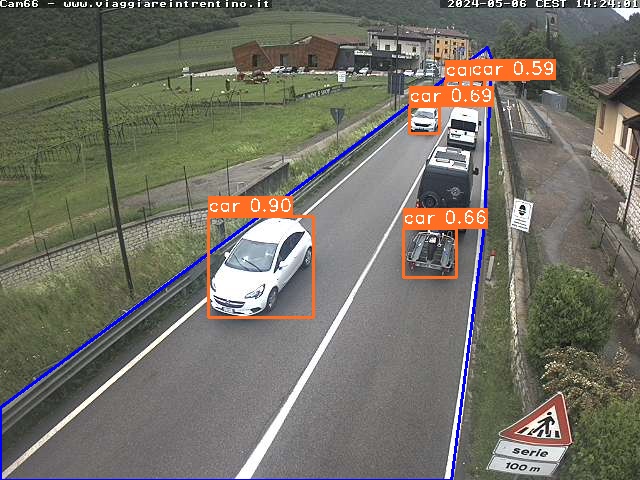 Cam66 - www.viaggiareintrentino.it
2024-05-06 CEST 14:24:01
car 0.59
car 0.69
car 0.90
car 0.66
serie
100 m